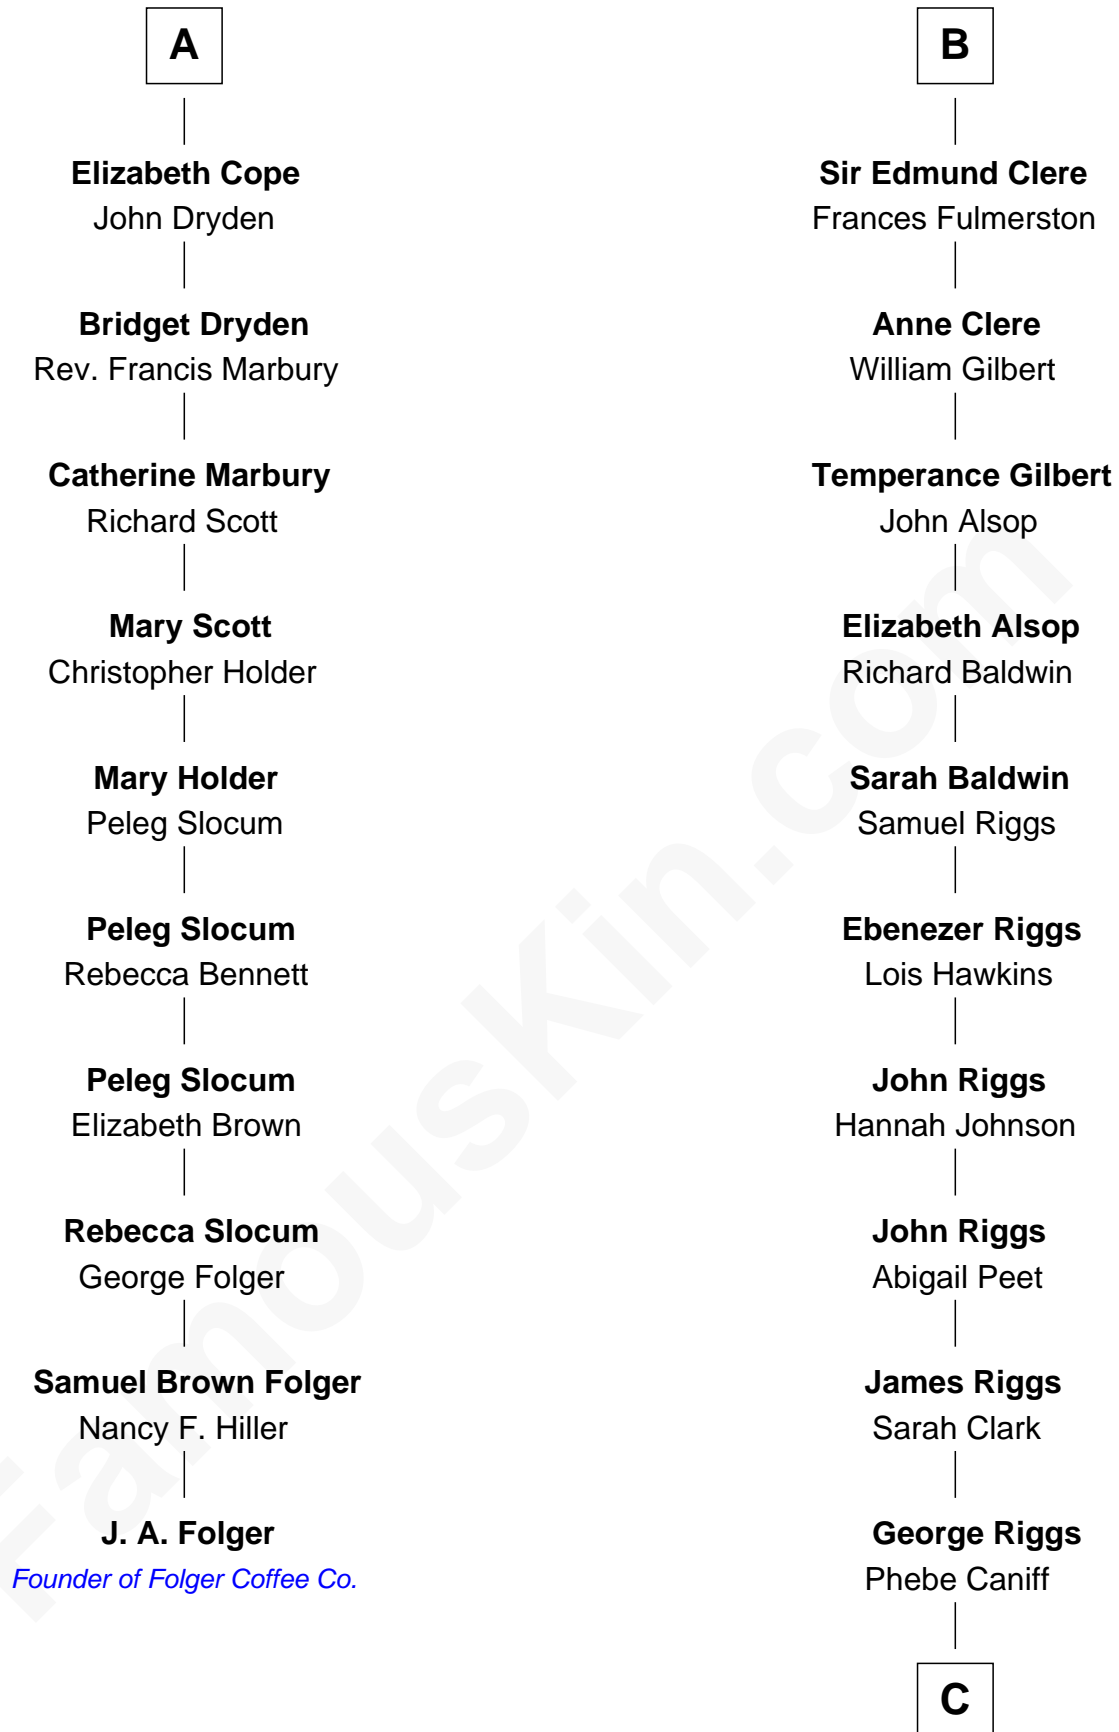 A
Elizabeth Cope
John Dryden
Bridget Dryden
Rev. Francis Marbury
Catherine Marbury
Richard Scott
Mary Scott
Christopher Holder
Mary Holder
Peleg Slocum
Peleg Slocum
Rebecca Bennett
Peleg Slocum
Elizabeth Brown
Rebecca Slocum
George Folger
Samuel Brown Folger
Nancy F. Hiller
J. A. Folger
Founder of Folger Coffee Co.
B
Sir Edmund Clere
Frances Fulmerston
Anne Clere
William Gilbert
Temperance Gilbert
John Alsop
Elizabeth Alsop
Richard Baldwin
Sarah Baldwin
Samuel Riggs
Ebenezer Riggs
Lois Hawkins
John Riggs
Hannah Johnson
John Riggs
Abigail Peet
James Riggs
Sarah Clark
George Riggs
Phebe Caniff
C
FamousKin.com